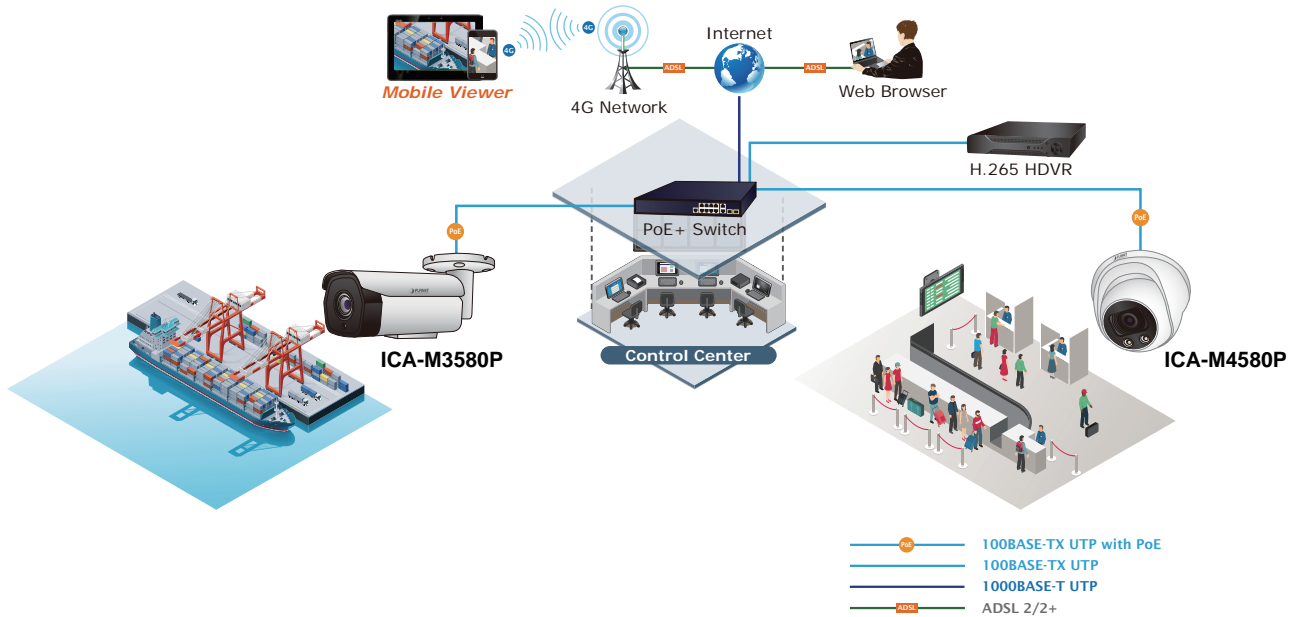 4G
4G
Internet
ADSL
ADSL
Mobile Viewer
4G Network
Web Browser
H.265 HDVR
PoE
PoE+ Switch
PoE
PLANET
PLANET
ICA-M3580P
Control Center
ICA-M4580P
PoE
100BASE-TX UTP with PoE
100BASE-TX UTP
1000BASE-T UTP
ADSL
ADSL 2/2+